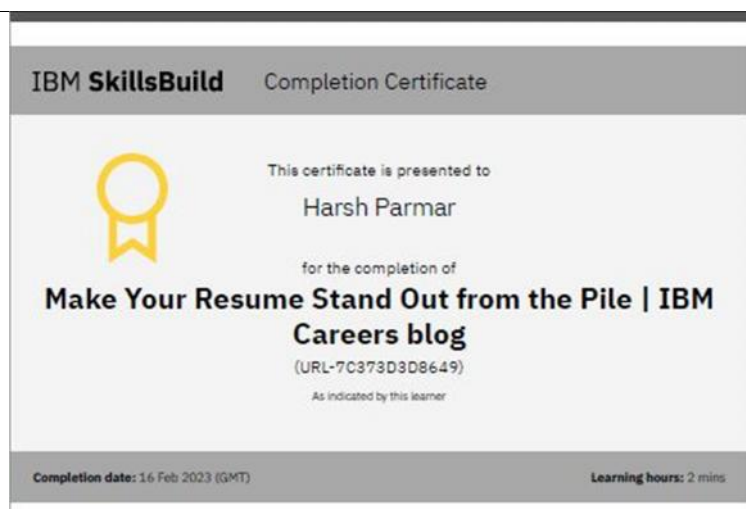 IBM SkillsBuild Completion Certificate
This certificate is presented to
Harsh Parmar
for the completion of
Make Your Resume Stand Out from the Pile | IBM
Careers blog
(URL-7C373D3D8649)
As indicated by this learner
Completion date: 16 Feb 2023 (GMT) Learning hours: 2 mins